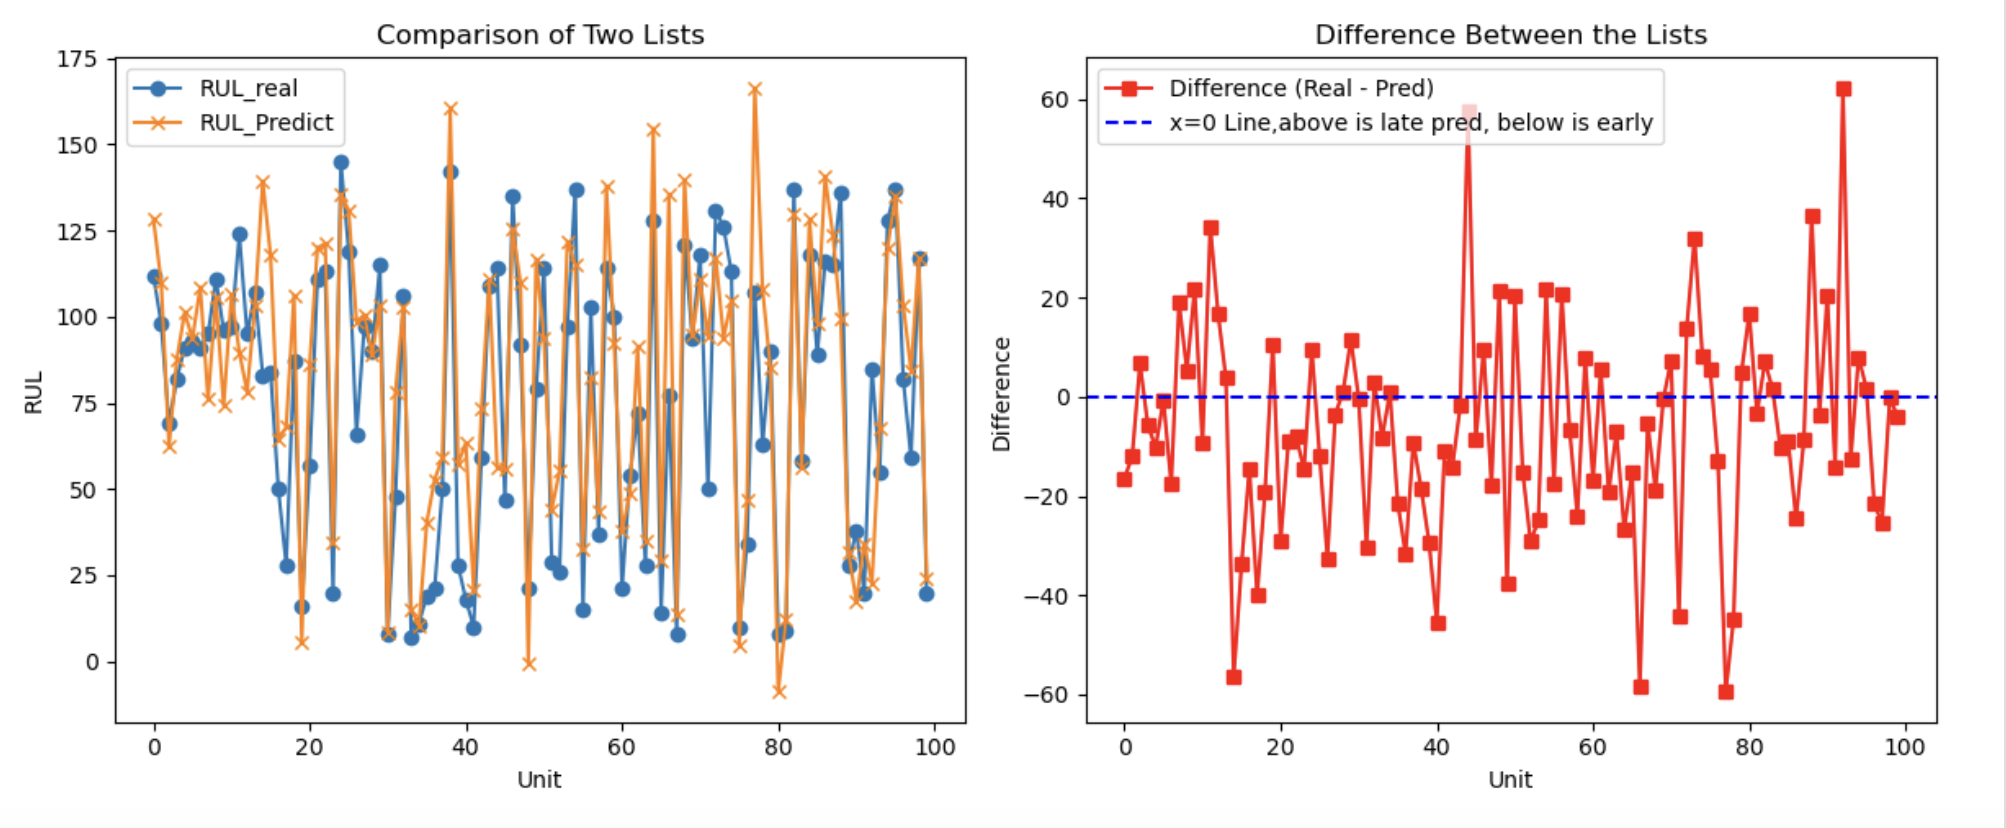 Comparison of Two Lists
RUL_real
RUL_Predict
175
150
125
100
75
50
25
0
RUL
0
20
40
60
80
100
Unit
Difference Between the Lists
Difference (Real - Pred)
x=0 Line,above is late pred, below is early
60
40
20
0
−20
−40
−60
Difference
0
20
40
60
80
100
Unit